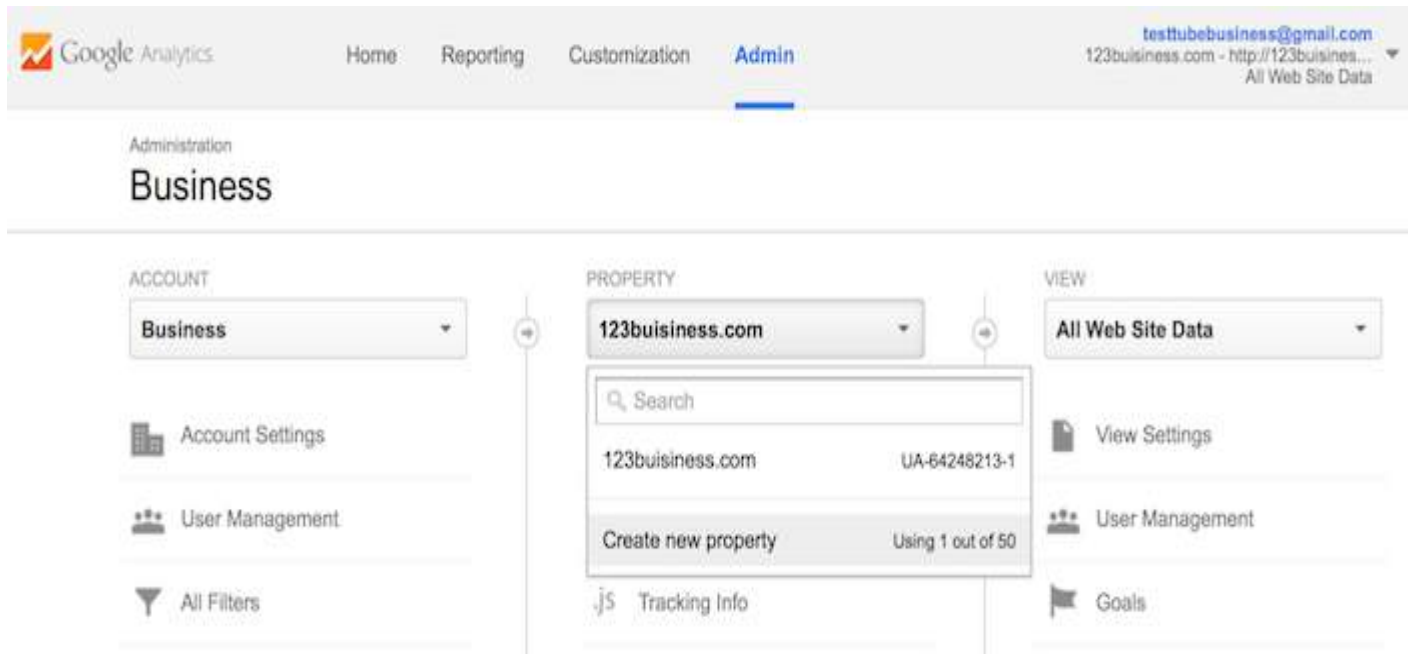 Google Analytics
Home
Reporting
Customization
Admin
testtubebusiness@gmail.com
123buisiness.com - http://123buisines...
All Web Site Data
Administration
Business
ACCOUNT
PROPERTY
VIEW
Business
123buisiness.com
All Web Site Data
Search
Account Settings
123buisiness.com
UA-64248213-1
View Settings
User Management
Create new property
Using 1 out of 50
User Management
All Filters
.js Tracking Info
Goals